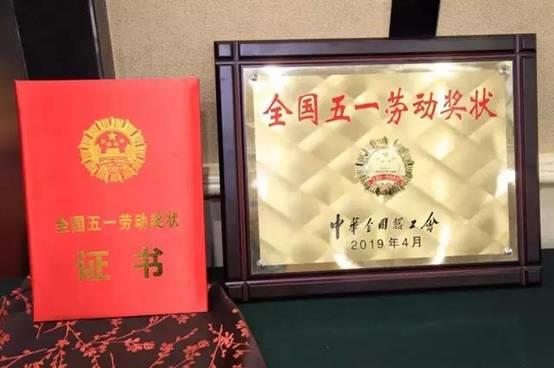 全国五一劳动奖状
证书
全国五一劳动奖状
中华全国总工会
2019年4月